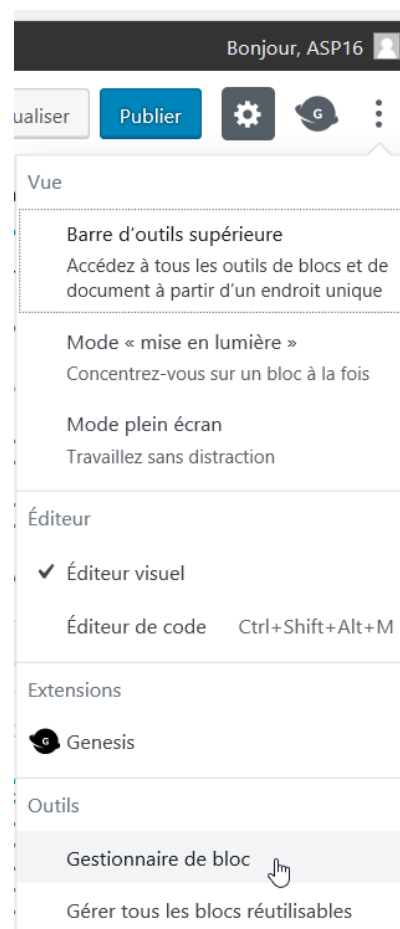 Bonjour, ASP16
ualiser
Publier
G
Vue
Barre d'outils supérieure
Accédez à tous les outils de blocs et de
document à partir d'un endroit unique
Mode « mise en lumière »
Concentrez-vous sur un bloc à la fois
Mode plein écran
Travaillez sans distraction
Éditeur
Éditeur visuel
Éditeur de code Ctrl+Shift+Alt+M
Extensions
G Genesis
Outils
Gestionnaire de bloc
Gérer tous les blocs réutilisables